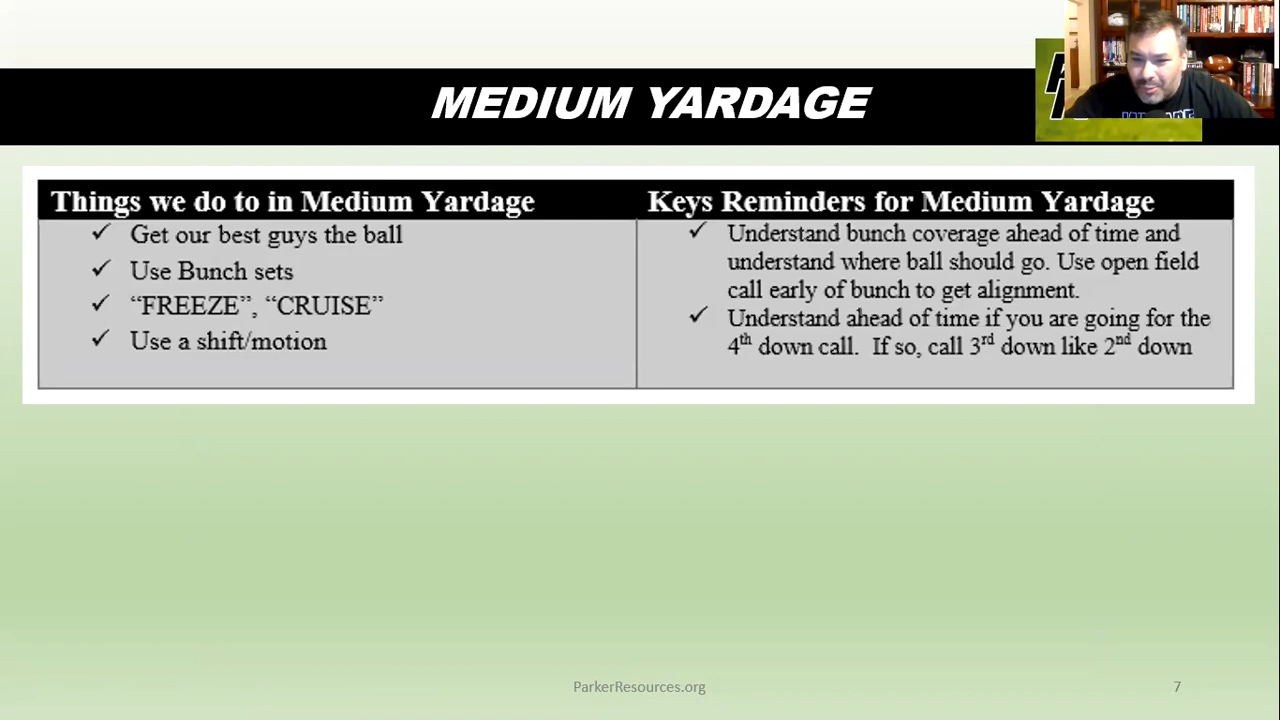 MEDIUM YARDAGE
Things we do to in Medium Yardage
Get our best guys the ball
Use Bunch sets
“FREEZE”, “CRUISE”
Use a shift/motion
Keys Reminders for Medium Yardage
Understand bunch coverage ahead of time and
understand where ball should go. Use open field
call early of bunch to get alignment.
Understand ahead of time if you are going for the
4th down call. If so, call 3rd down like 2nd down
ParkerResources.org
7